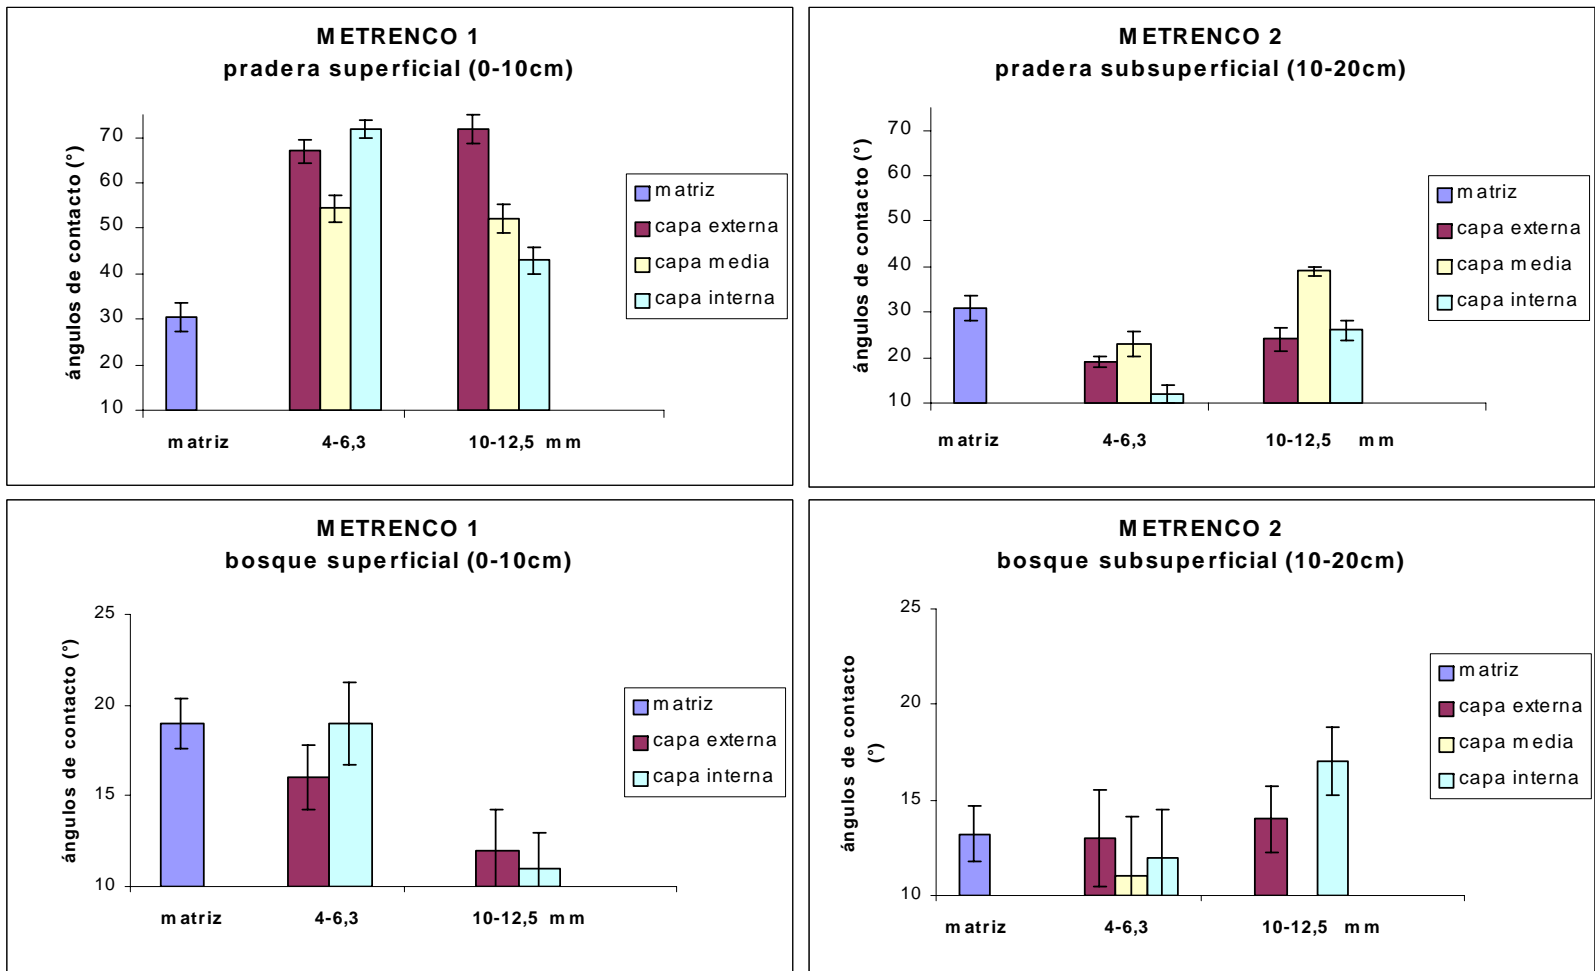 METRENCO 1
pradera superficial (0-10cm)
ángulos de contacto (°)
70
60
50
40
30
20
10
matriz
4-6,3
10-12,5 mm
matriz
capa externa
capa media
capa interna
METRENCO 2
pradera subsuperficial (10-20cm)
ángulos de contacto (°)
70
60
50
40
30
20
10
matriz
4-6,3
10-12,5 mm
matriz
capa externa
capa media
capa interna
METRENCO 1
bosque superficial (0-10cm)
ángulos de contacto (°)
25
20
15
10
matriz
4-6,3
10-12,5 mm
matriz
capa externa
capa interna
METRENCO 2
bosque subsuperficial (10-20cm)
ángulos de contacto
(°)
25
20
15
10
matriz
4-6,3
10-12,5 mm
matriz
capa externa
capa media
capa interna